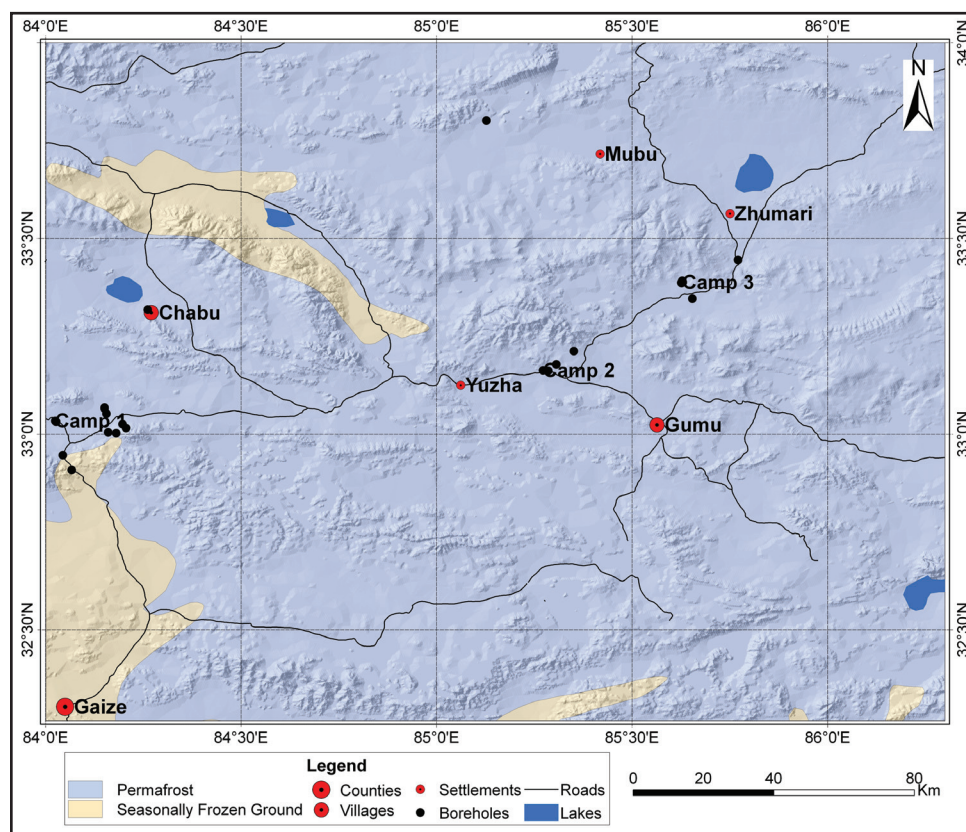 84°0'E 84°30'E 85°0'E 85°30'E 86°0'E
34°0'N
N
Mubu
Zhumari
33°30'N 33°30'N
Camp 3
Chabu
Camp 2
Yuzha
Camp 1
Gumu
33°0'N 33°0'N
32°30'N 32°30'N
Gaize
84°0'E 84°30'E 85°0'E 85°30'E 86°0'E
Legend
Permafrost Counties Settlements Roads
Seasonally Frozen Ground Villages Boreholes Lakes
0 20 40 80
Km